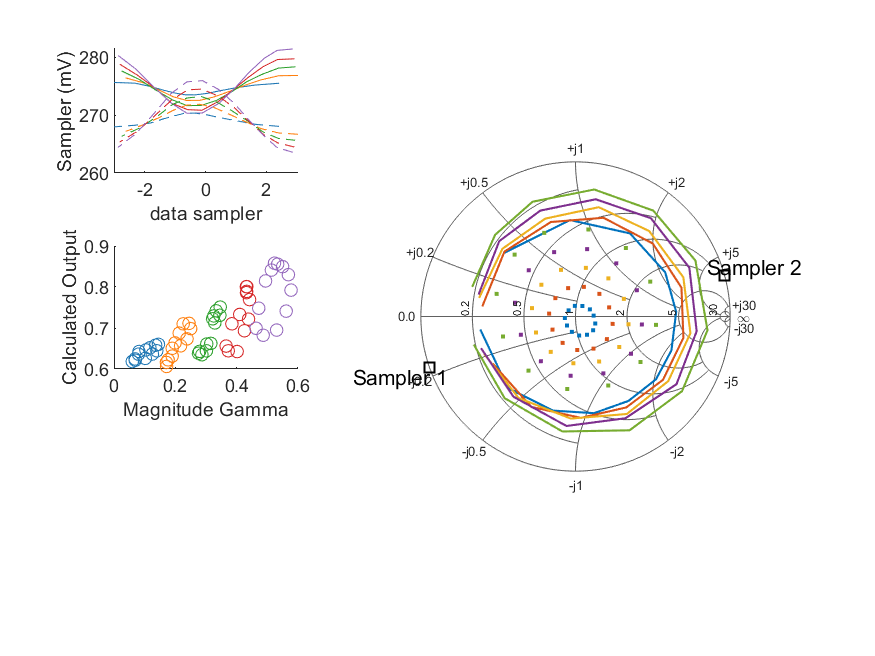 280
270
260
Sampler (mV)
-2
0
2
data sampler
0.9
0.8
0.7
0.6
Calculated Output
0
0.2
0.4
0.6
Magnitude Gamma
+j1
+j0.5
+j2
+j0.2
+j5
Sampler 2
+j30
0.0
0.2
0.5
1
2
5
30
∞
-j30
Sampler 1
-j0.2
-j5
-j0.5
-j2
-j1